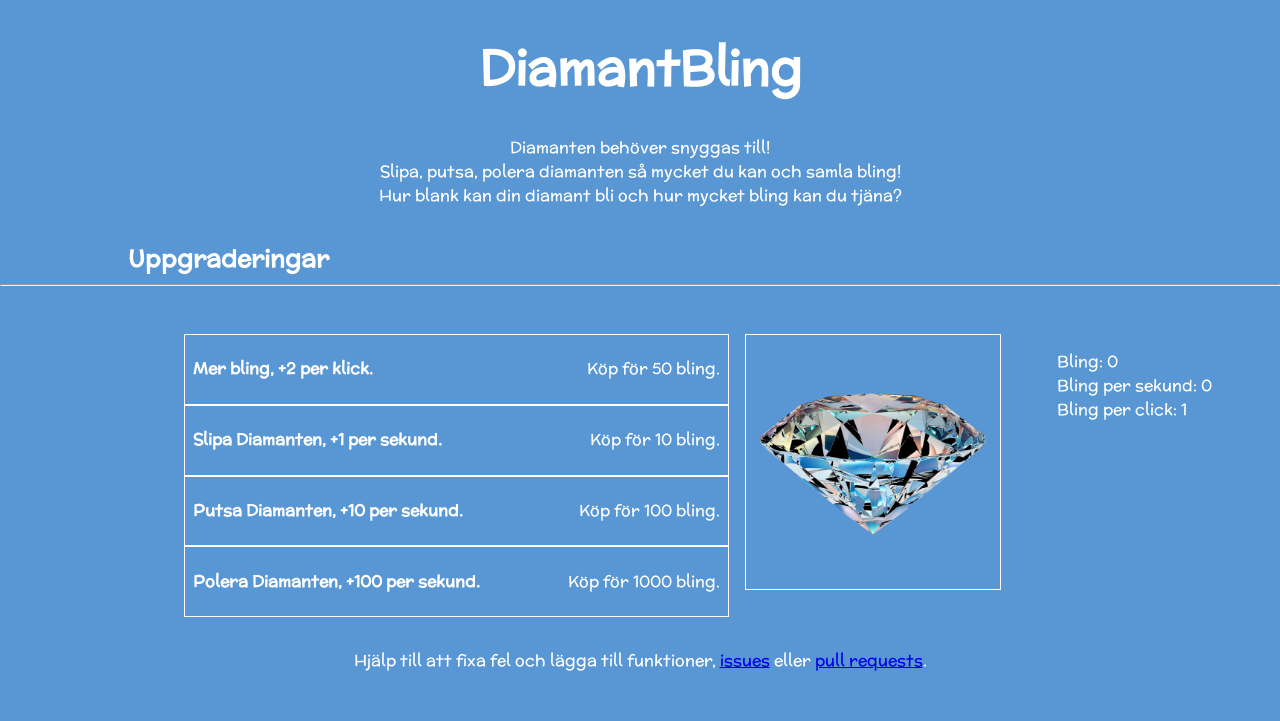 DiamantBling
Diamanten behöver snyggas till!
Slipa, putsa, polera diamanten så mycket du kan och samla bling!
Hur blank kan din diamant bli och hur mycket bling kan du tjäna?
Uppgraderingar
Mer bling, +2 per klick. Köp för 50 bling.
Slipa Diamanten, +1 per sekund. Köp för 10 bling.
Putsa Diamanten, +10 per sekund. Köp för 100 bling.
Polera Diamanten, +100 per sekund. Köp för 1000 bling.
Bling: 0
Bling per sekund: 0
Bling per click: 1
Hjälp till att fixa fel och lägga till funktioner, issues eller pull requests.